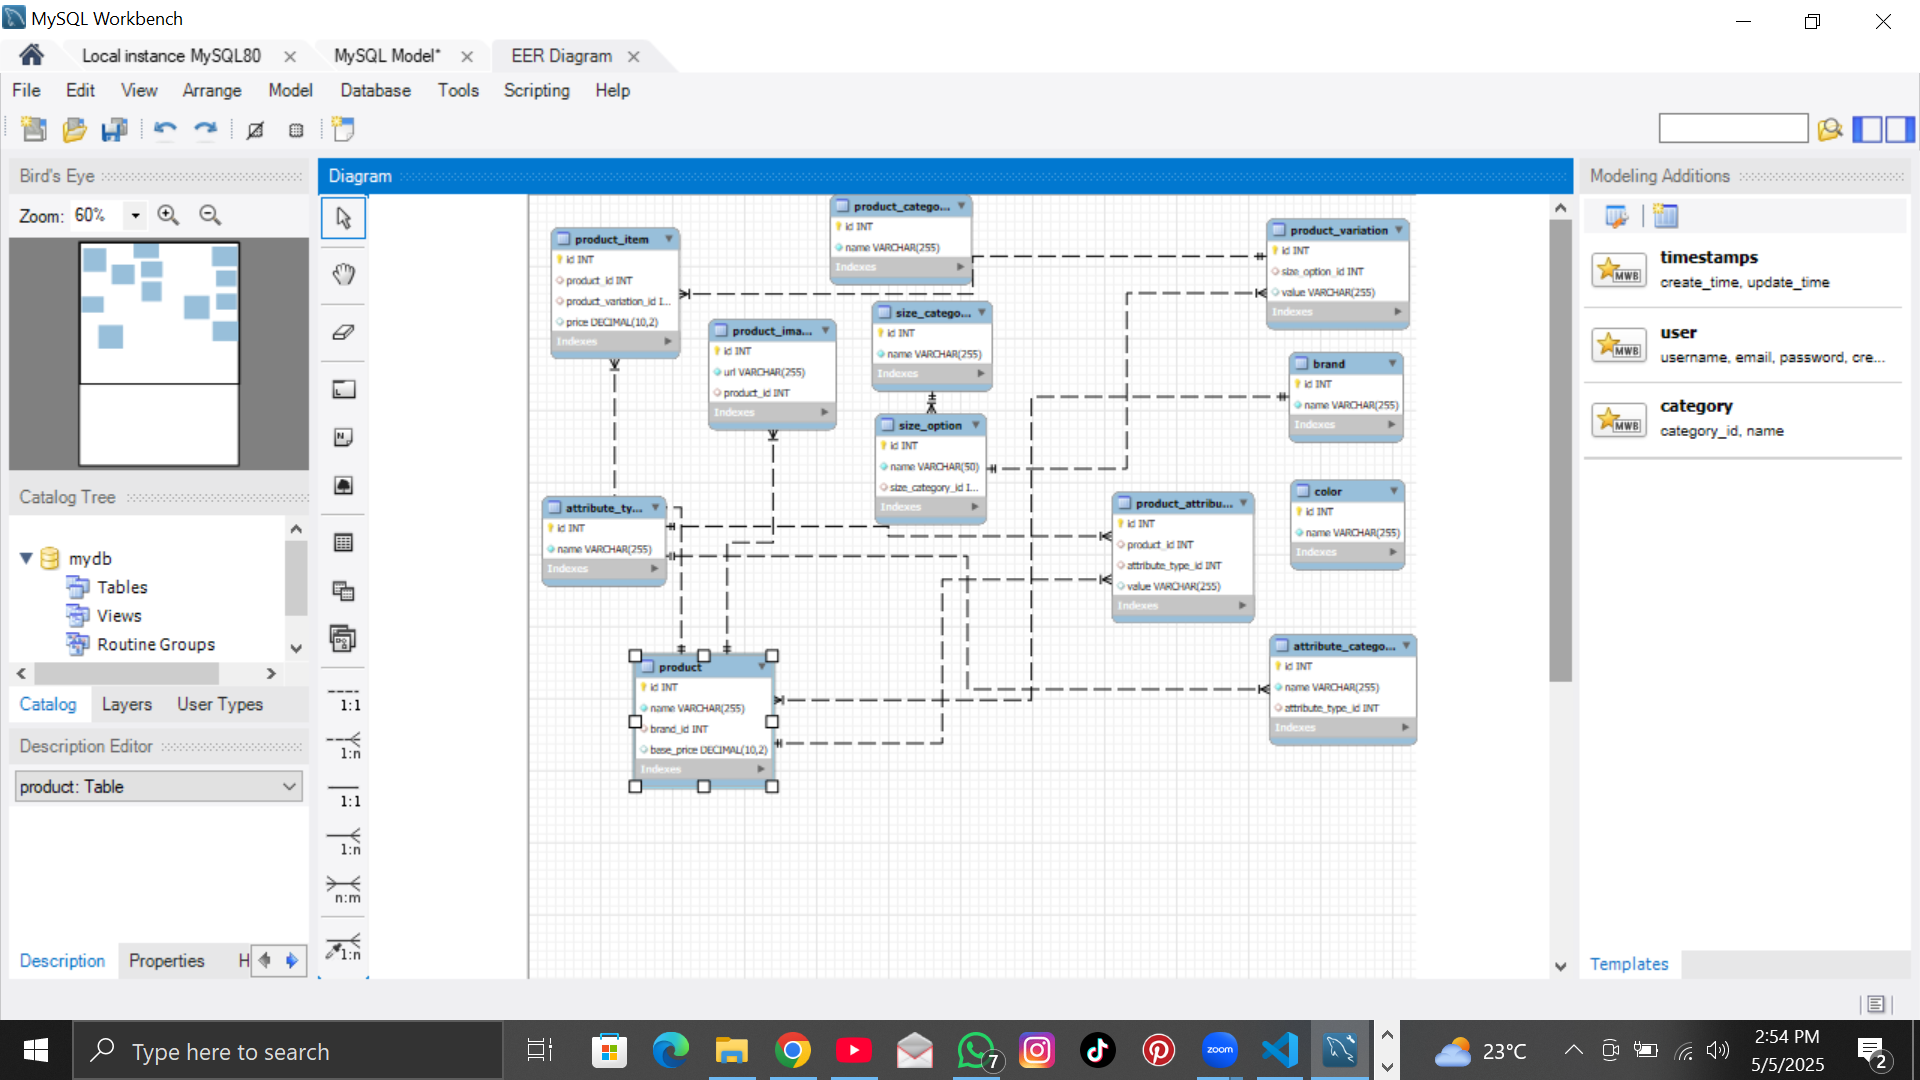 MySQL Workbench
Local instance MySQL80
MySQL Model*
EER Diagram
File Edit View Arrange Model Database Tools Scripting Help
Bird's Eye
Zoom: 60%
Catalog Tree
mydb
Tables
Views
Routine Groups
Catalog Layers User Types
Description Editor
product: Table
Description Properties H
Diagram
1:1
1:n
1:1
1:n
n:m
1:n
product_item
id INT
product_id INT
product_variation_id I...
price DECIMAL(10,2)
Indexes
product_catego...
id INT
name VARCHAR(255)
Indexes
product_ima...
id INT
url VARCHAR(255)
product_id INT
Indexes
size_catego...
id INT
name VARCHAR(255)
Indexes
size_option
id INT
name VARCHAR(50)
size_category_id I...
Indexes
product_variation
id INT
size_option_id INT
value VARCHAR(255)
Indexes
brand
id INT
name VARCHAR(255)
Indexes
color
id INT
name VARCHAR(255)
Indexes
attribute_ty...
id INT
name VARCHAR(255)
Indexes
product_attribu...
id INT
product_id INT
attribute_type_id INT
value VARCHAR(255)
Indexes
attribute_catego...
id INT
name VARCHAR(255)
attribute_type_id INT
Indexes
product
id INT
name VARCHAR(255)
brand_id INT
base_price DECIMAL(10,2)
Indexes
Modeling Additions
MWB
timestamps
create_time, update_time
MWB
user
username, email, password, cre...
MWB
category
category_id, name
Templates
Type here to search
7
zoom
23°C
2:54 PM
5/5/2025
2